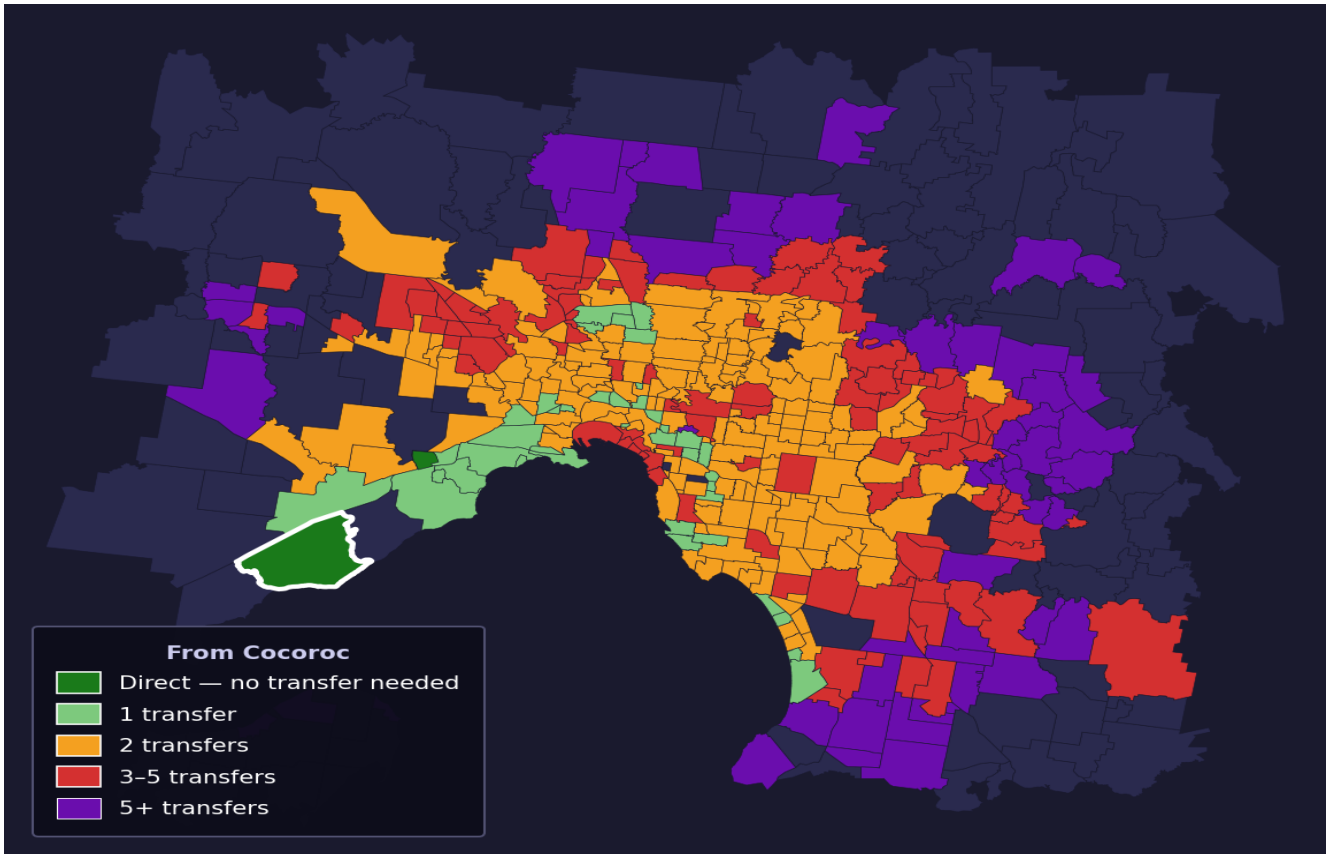 From Cocoroc
Direct — no transfer needed
1 transfer
2 transfers
3–5 transfers
5+ transfers